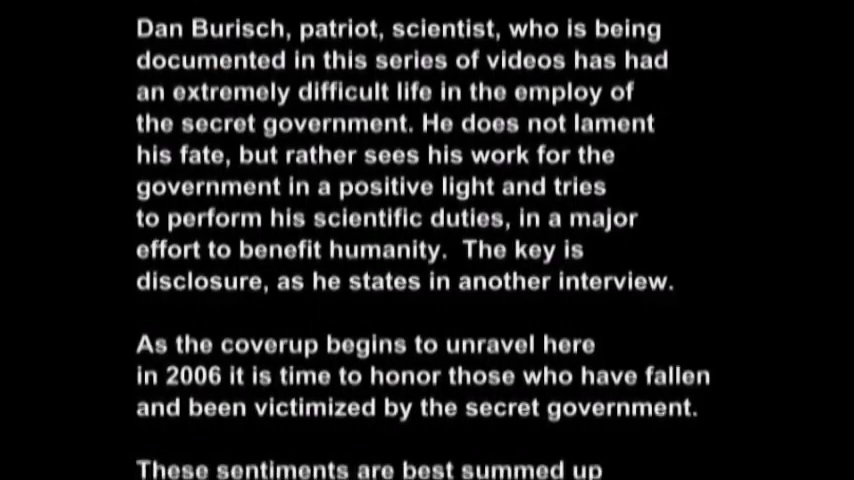 Dan Burisch, patriot, scientist, who is being
documented in this series of videos has had
an extremely difficult life in the employ of
the secret government. He does not lament
his fate, but rather sees his work for the
government in a positive light and tries
to perform his scientific duties, in a major
effort to benefit humanity.  The key is
disclosure, as he states in another interview.

As the coverup begins to unravel here
in 2006 it is time to honor those who have fallen
and been victimized by the secret government.

These sentiments are best summed up